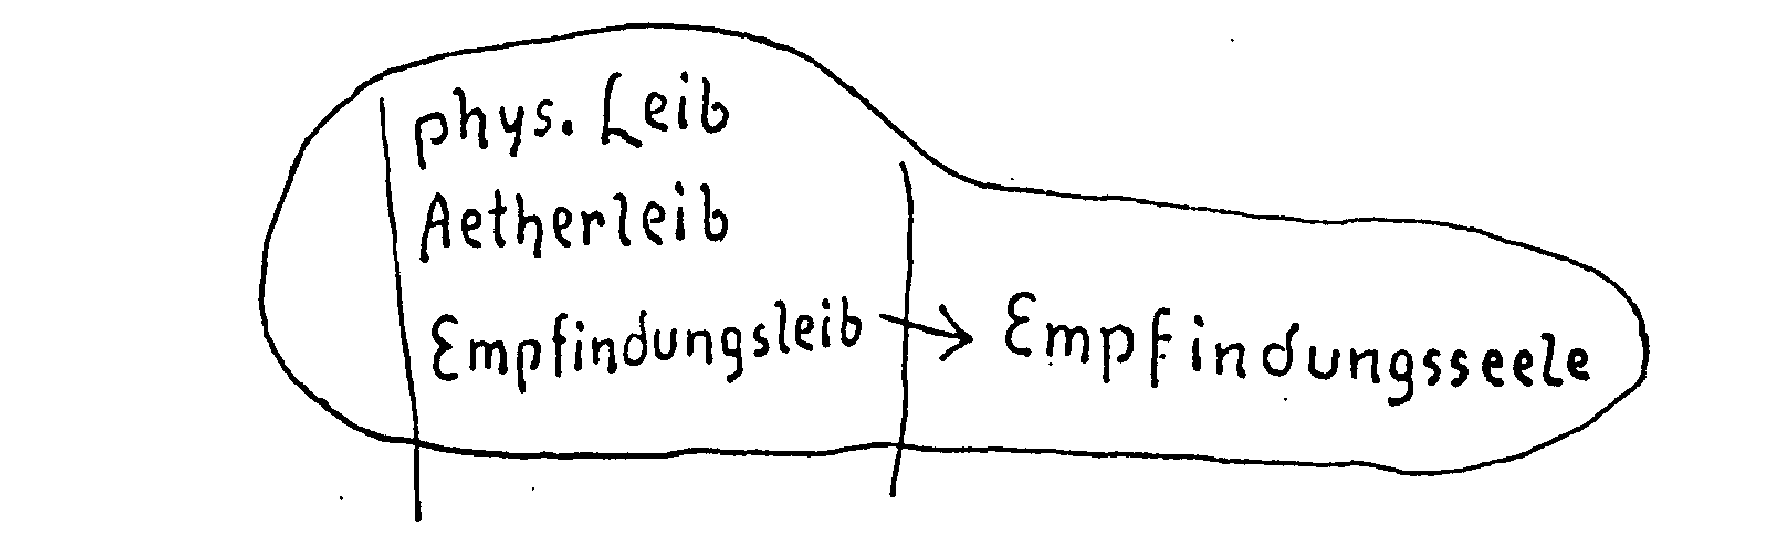 phys. Leib
Aetherleib
Empfindungsleib → Empfindungsseele